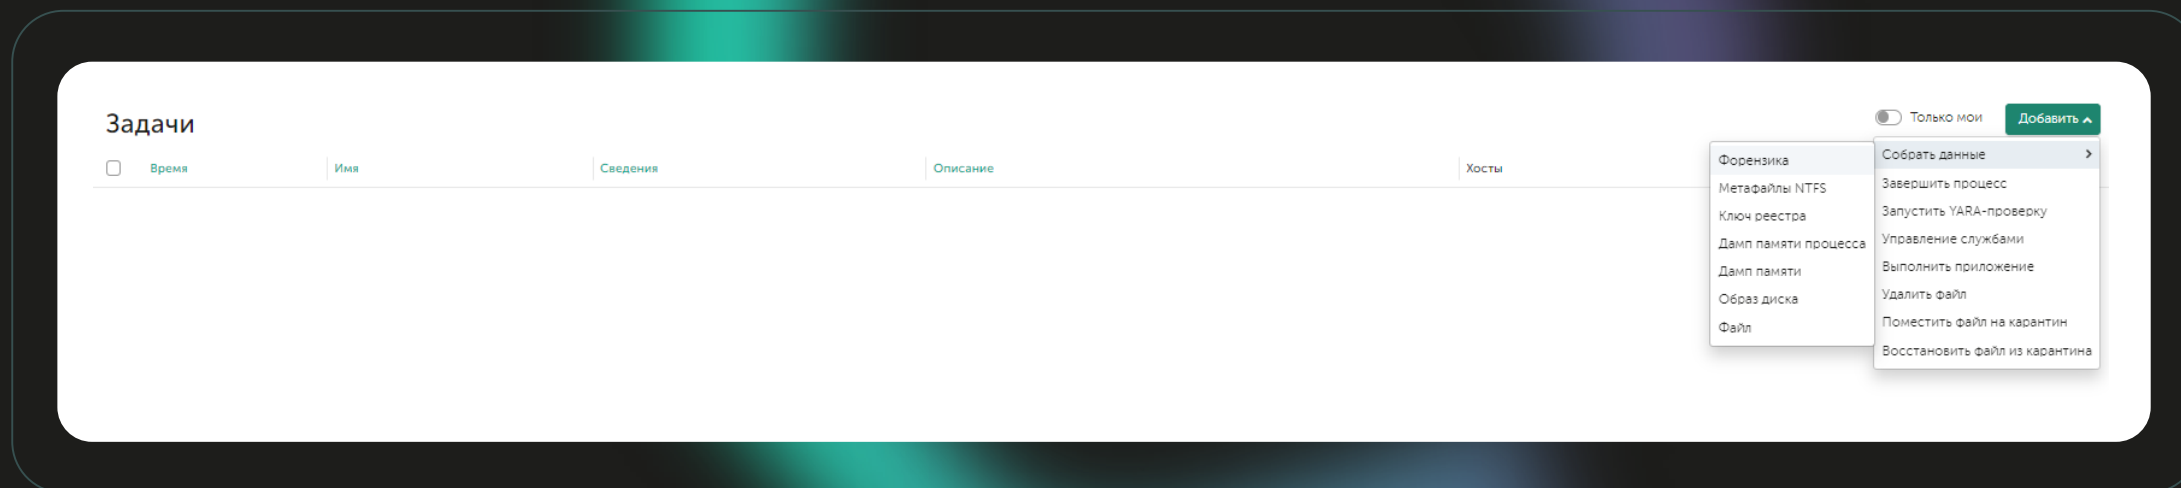 Задачи
Только мои
Добавить
Время
Имя
Сведения
Описание
Хосты
Форензика
Метафайлы NTFS
Ключ реестра
Дамп памяти процесса
Дамп памяти
Образ диска
Файл
Собрать данные
Завершить процесс
Запустить YARA-проверку
Управление службами
Выполнить приложение
Удалить файл
Поместить файл на карантин
Восстановить файл из карантина